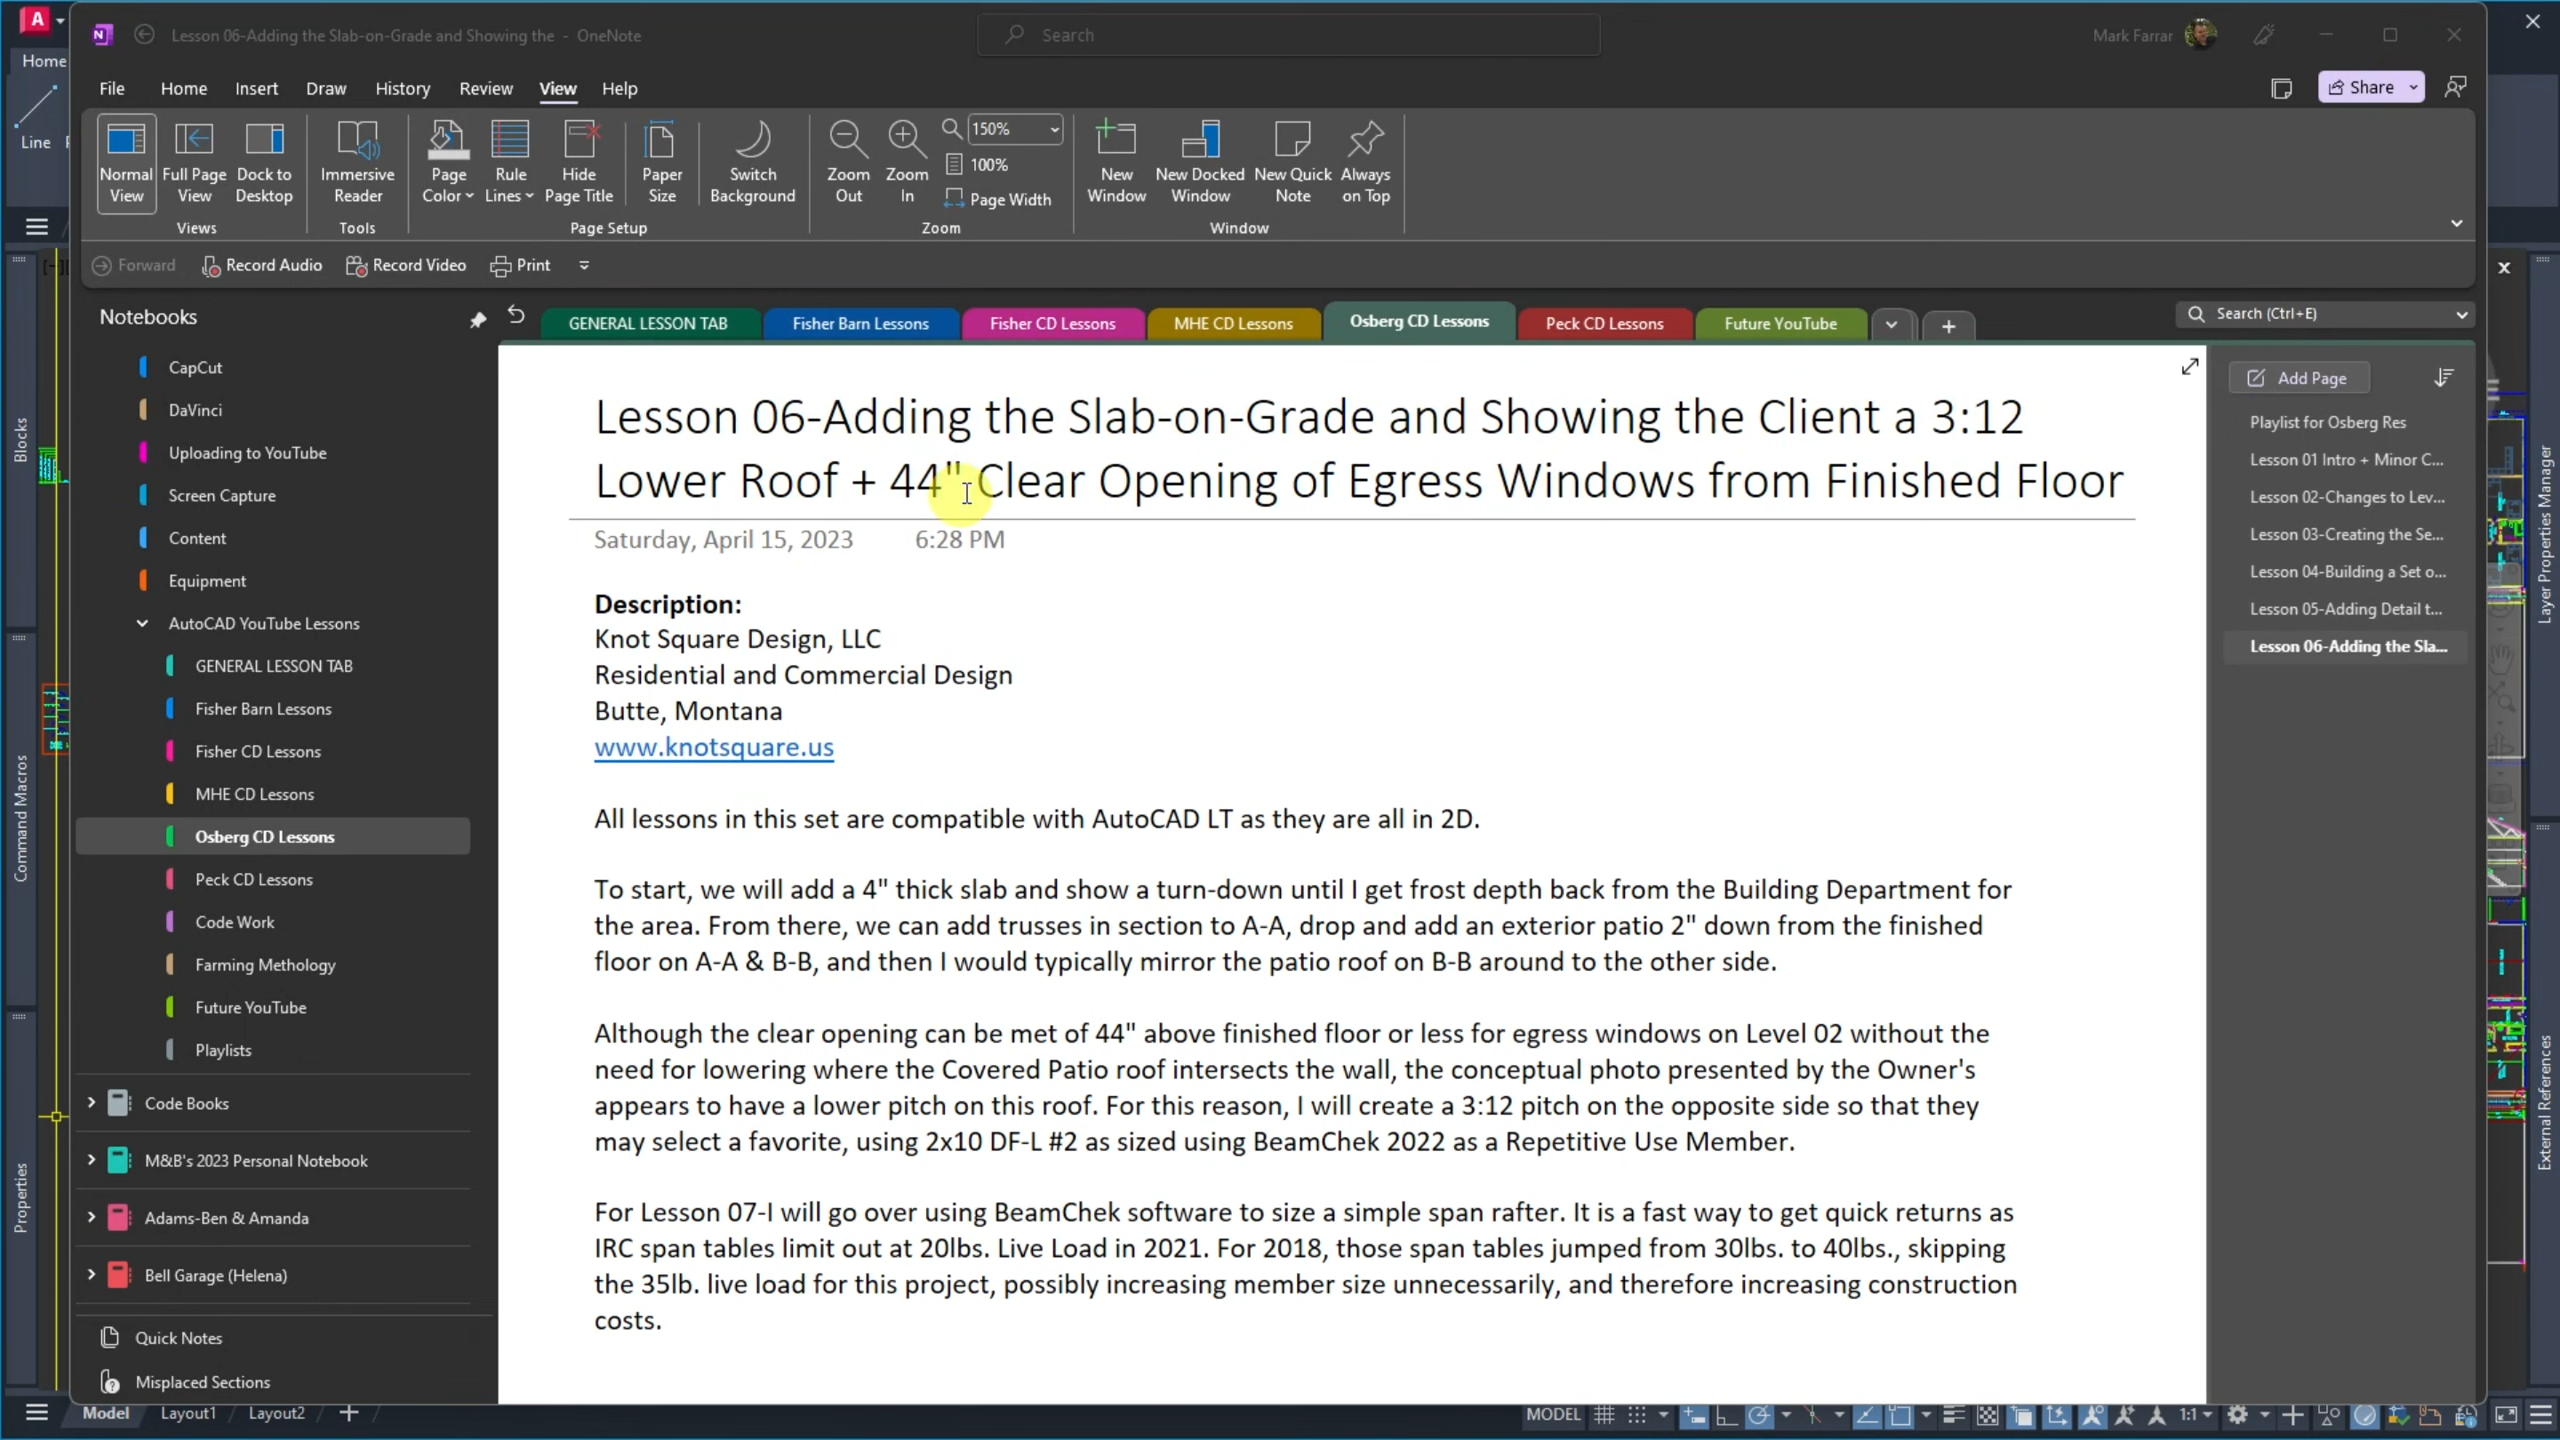 A
Lesson 06-Adding the Slab-on-Grade and Showing the - OneNote
Search
Mark Farrar
Home
File Home Insert Draw History Review View Help
Share
Line
Normal View
Full Page View
Dock to Desktop
Immersive Reader
Page Color
Rule Lines
Hide Page Title
Paper Size
Switch Background
Zoom Out
Zoom In
150%
100%
Page Width
New Window
New Docked Window
New Quick Note
Always on Top
Views Tools Page Setup Zoom Window
Forward Record Audio Record Video Print
Notebooks
GENERAL LESSON TAB Fisher Barn Lessons Fisher CD Lessons MHE CD Lessons Osberg CD Lessons Peck CD Lessons Future YouTube
Search (Ctrl+E)
CapCut
DaVinci
Uploading to YouTube
Screen Capture
Content
Equipment
AutoCAD YouTube Lessons
GENERAL LESSON TAB
Fisher Barn Lessons
Fisher CD Lessons
MHE CD Lessons
Osberg CD Lessons
Peck CD Lessons
Code Work
Farming Methology
Future YouTube
Playlists
Code Books
M&B's 2023 Personal Notebook
Adams-Ben & Amanda
Bell Garage (Helena)
Quick Notes
Misplaced Sections
Lesson 06-Adding the Slab-on-Grade and Showing the Client a 3:12
Lower Roof + 44" Clear Opening of Egress Windows from Finished Floor
Saturday, April 15, 2023 6:28 PM
Description:
Knot Square Design, LLC
Residential and Commercial Design
Butte, Montana
www.knotsquare.us
All lessons in this set are compatible with AutoCAD LT as they are all in 2D.
To start, we will add a 4" thick slab and show a turn-down until I get frost depth back from the Building Department for
the area. From there, we can add trusses in section to A-A, drop and add an exterior patio 2" down from the finished
floor on A-A & B-B, and then I would typically mirror the patio roof on B-B around to the other side.
Although the clear opening can be met of 44" above finished floor or less for egress windows on Level 02 without the
need for lowering where the Covered Patio roof intersects the wall, the conceptual photo presented by the Owner's
appears to have a lower pitch on this roof. For this reason, I will create a 3:12 pitch on the opposite side so that they
may select a favorite, using 2x10 DF-L #2 as sized using BeamChek 2022 as a Repetitive Use Member.
For Lesson 07-I will go over using BeamChek software to size a simple span rafter. It is a fast way to get quick returns as
IRC span tables limit out at 20lbs. Live Load in 2021. For 2018, those span tables jumped from 30lbs. to 40lbs., skipping
the 35lb. live load for this project, possibly increasing member size unnecessarily, and therefore increasing construction
costs.
Add Page
Playlist for Osberg Res
Lesson 01 Intro + Minor C...
Lesson 02-Changes to Lev...
Lesson 03-Creating the Se...
Lesson 04-Building a Set o...
Lesson 05-Adding Detail t...
Lesson 06-Adding the Sla...
Blocks
Command Macros
Properties
Layer Properties Manager
External References
Model Layout1 Layout2
MODEL
1:1